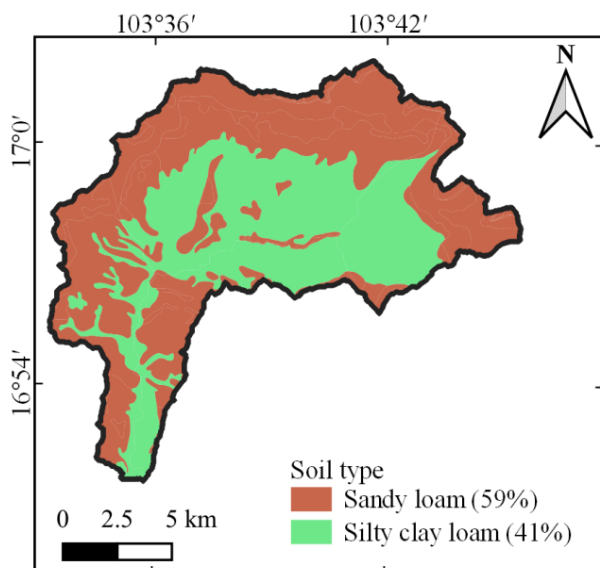 103°36′ 103°42′
N
17°0′
16°54′
Soil type
Sandy loam (59%)
Silty clay loam (41%)
0 2.5 5 km